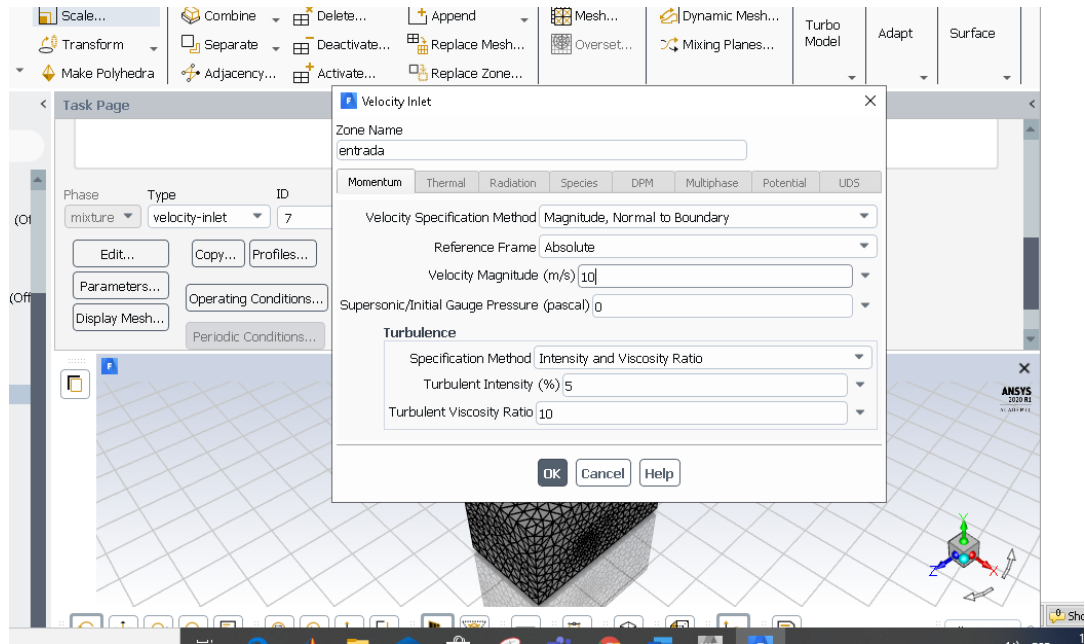 Scale...
Combine
Delete...
Append
Mesh...
Dynamic Mesh...
Turbo
Model
Adapt
Surface
Transform
Separate
Deactivate...
Replace Mesh...
Overset...
Mixing Planes...
Make Polyhedra
Adjacency...
Activate...
Replace Zone...
Task Page
Velocity Inlet
Zone Name
entrada
Momentum
Thermal
Radiation
Species
DPM
Multiphase
Potential
UDS
Phase
Type
ID
mixture
velocity-inlet
7
Edit...
Copy...
Profiles...
Parameters...
Operating Conditions...
Display Mesh...
Periodic Conditions...
Velocity Specification Method Magnitude, Normal to Boundary
Reference Frame Absolute
Velocity Magnitude (m/s) 10
Supersonic/Initial Gauge Pressure (pascal) 0
Turbulence
Specification Method Intensity and Viscosity Ratio
Turbulent Intensity (%) 5
Turbulent Viscosity Ratio 10
OK
Cancel
Help
ANSYS
2020 R1
ACADEMIC
Y
Z
X